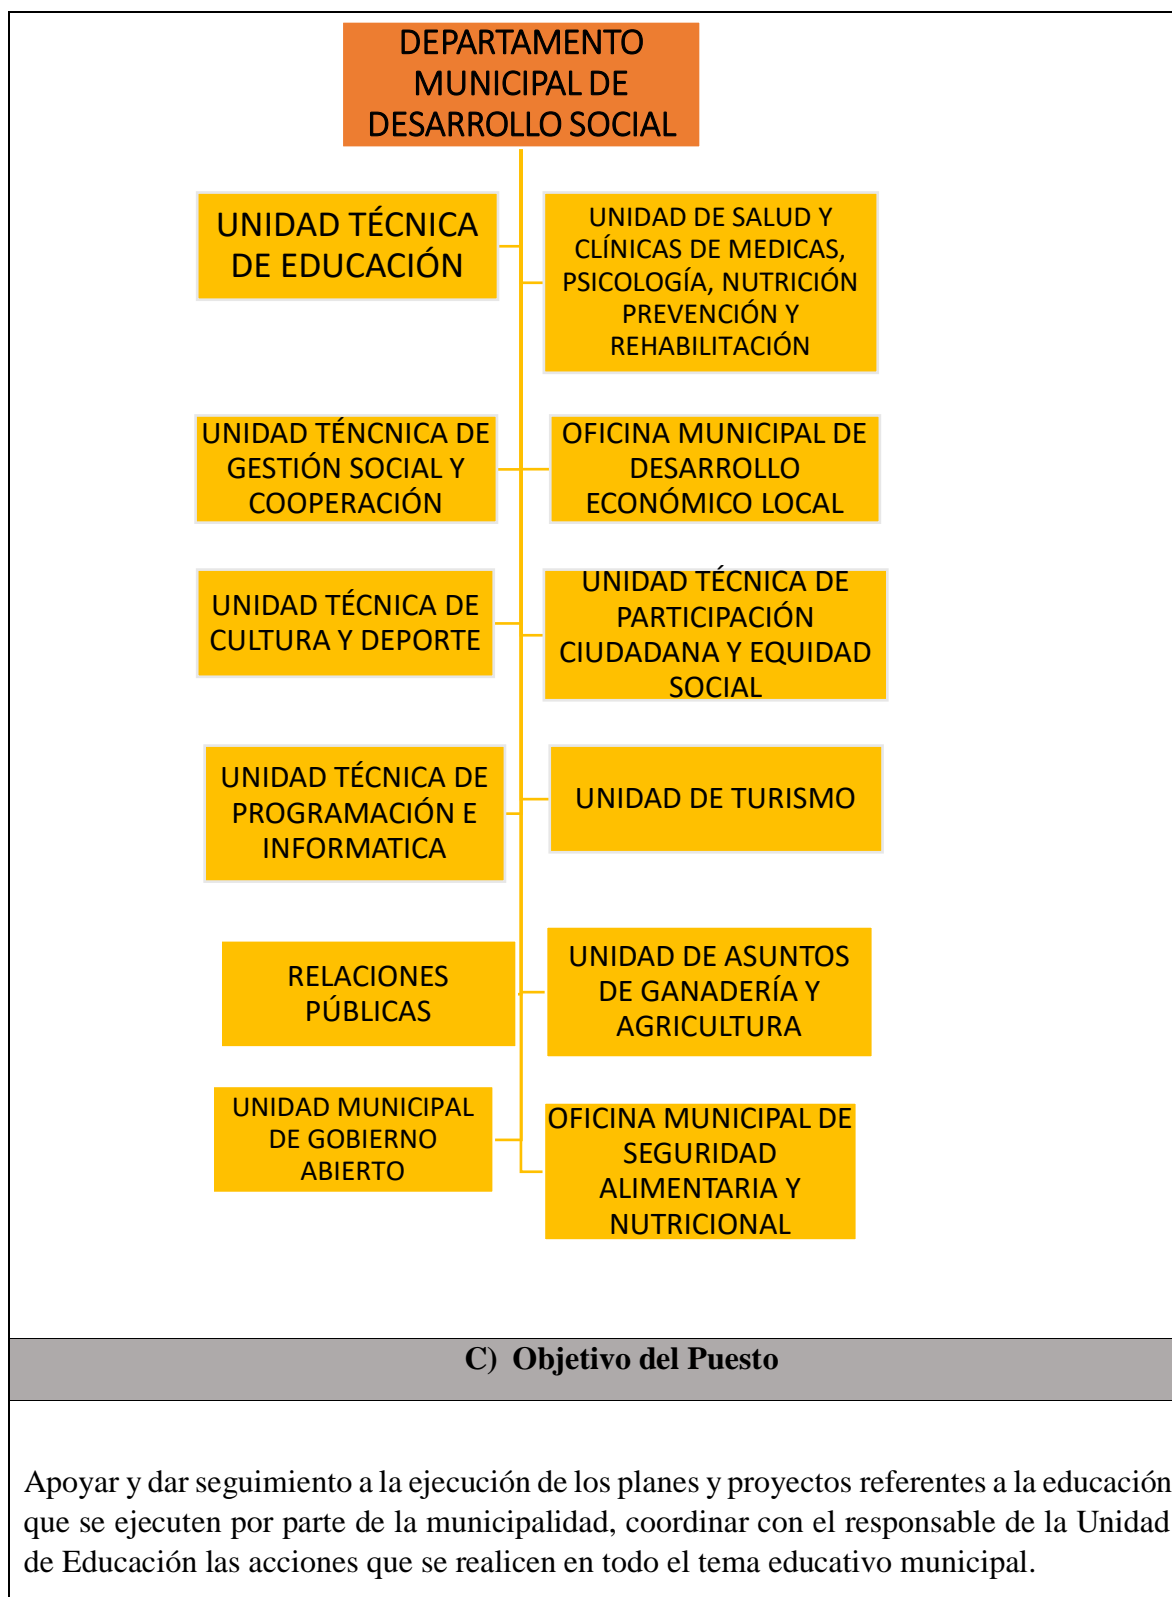 DEPARTAMENTO
MUNICIPAL DE
DESARROLLO SOCIAL
UNIDAD TÉCNICA
DE EDUCACIÓN
UNIDAD DE SALUD Y
CLÍNICAS DE MEDICAS,
PSICOLOGÍA, NUTRICIÓN
PREVENCIÓN Y
REHABILITACIÓN
UNIDAD TÉNCNICA DE
GESTIÓN SOCIAL Y
COOPERACIÓN
OFICINA MUNICIPAL DE
DESARROLLO
ECONÓMICO LOCAL
UNIDAD TÉCNICA DE
CULTURA Y DEPORTE
UNIDAD TÉCNICA DE
PARTICIPACIÓN
CIUDADANA Y EQUIDAD
SOCIAL
UNIDAD TÉCNICA DE
PROGRAMACIÓN E
INFORMATICA
UNIDAD DE TURISMO
RELACIONES
PÚBLICAS
UNIDAD DE ASUNTOS
DE GANADERÍA Y
AGRICULTURA
UNIDAD MUNICIPAL
DE GOBIERNO
ABIERTO
OFICINA MUNICIPAL DE
SEGURIDAD
ALIMENTARIA Y
NUTRICIONAL
C) Objetivo del Puesto
Apoyar y dar seguimiento a la ejecución de los planes y proyectos referentes a la educación
que se ejecuten por parte de la municipalidad, coordinar con el responsable de la Unidad
de Educación las acciones que se realicen en todo el tema educativo municipal.